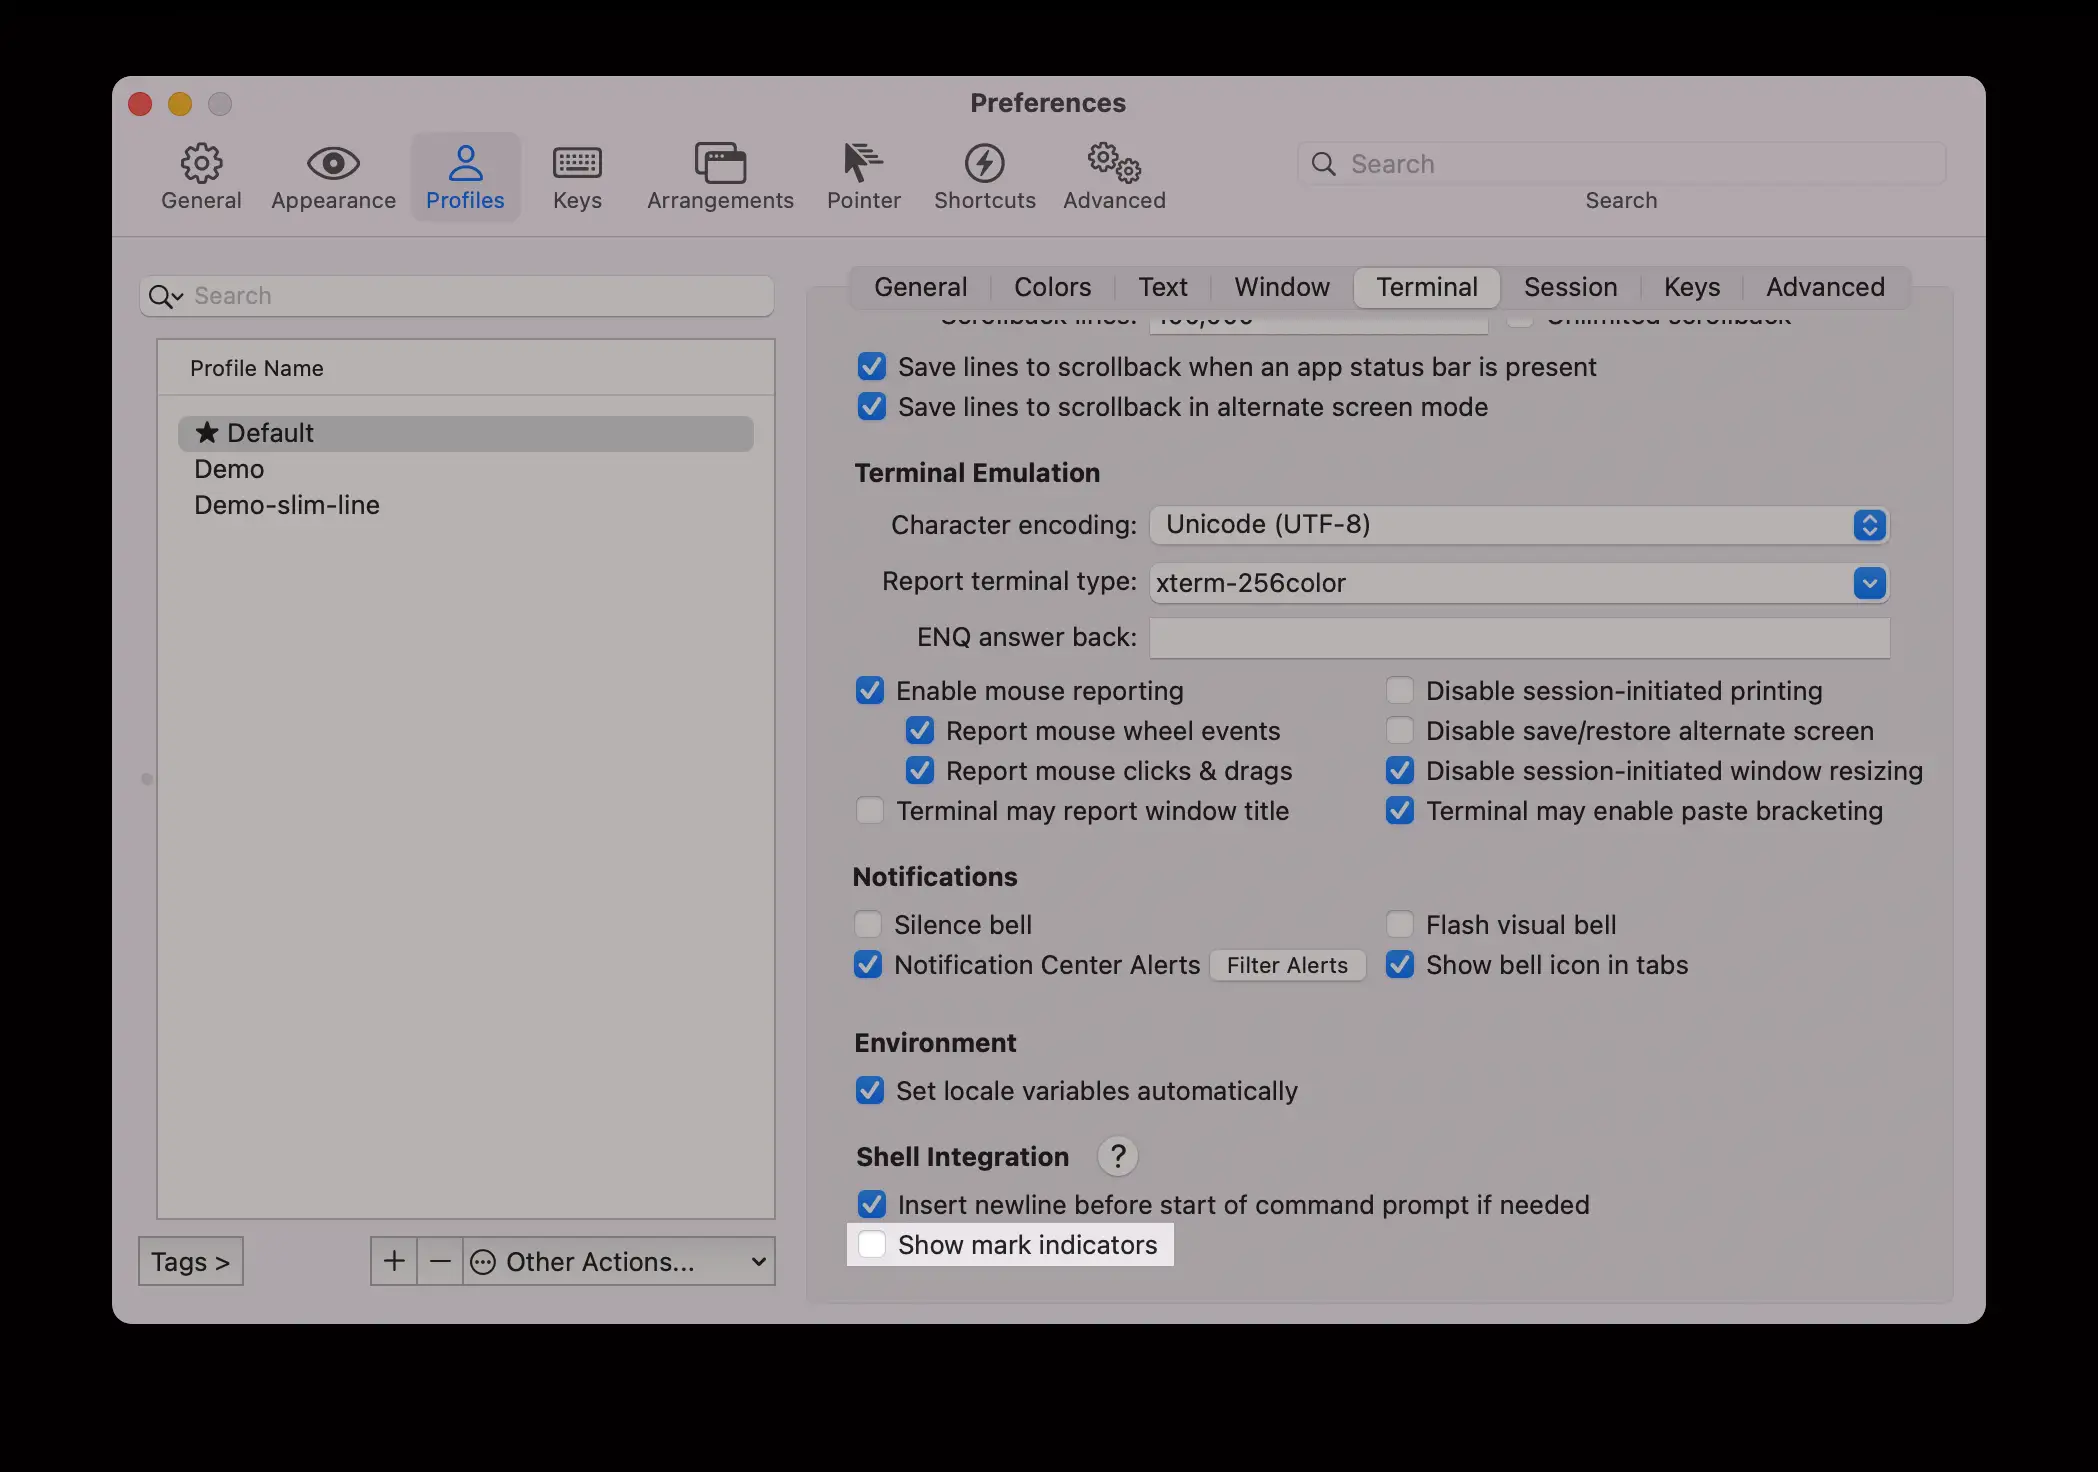 Preferences
General Appearance Profiles Keys Arrangements Pointer Shortcuts Advanced
Search
Search
Search
General Colors Text Window Terminal Session Keys Advanced
Profile Name
★ Default
Demo
Demo-slim-line
Tags >
+ − Other Actions...
Scrollback lines: Unlimited scrollback
Save lines to scrollback when an app status bar is present
Save lines to scrollback in alternate screen mode
Terminal Emulation
Character encoding: Unicode (UTF-8)
Report terminal type: xterm-256color
ENQ answer back:
Enable mouse reporting
Report mouse wheel events
Report mouse clicks & drags
Terminal may report window title
Disable session-initiated printing
Disable save/restore alternate screen
Disable session-initiated window resizing
Terminal may enable paste bracketing
Notifications
Silence bell
Flash visual bell
Notification Center Alerts Filter Alerts
Show bell icon in tabs
Environment
Set locale variables automatically
Shell Integration ?
Insert newline before start of command prompt if needed
Show mark indicators